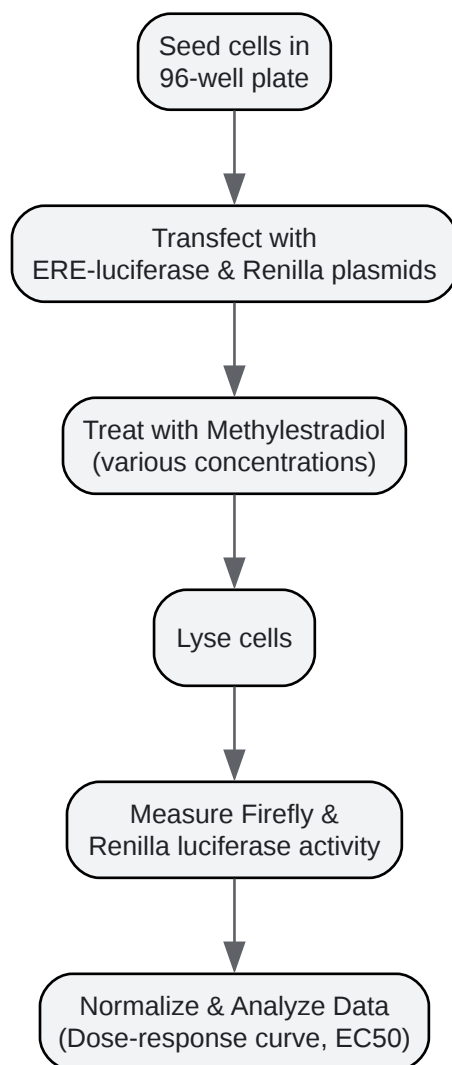 Seed cells in
96-well plate
Transfect with
ERE-luciferase & Renilla plasmids
Treat with Methylestradiol
(various concentrations)
Lyse cells
Measure Firefly &
Renilla luciferase activity
Normalize & Analyze Data
(Dose-response curve, EC50)